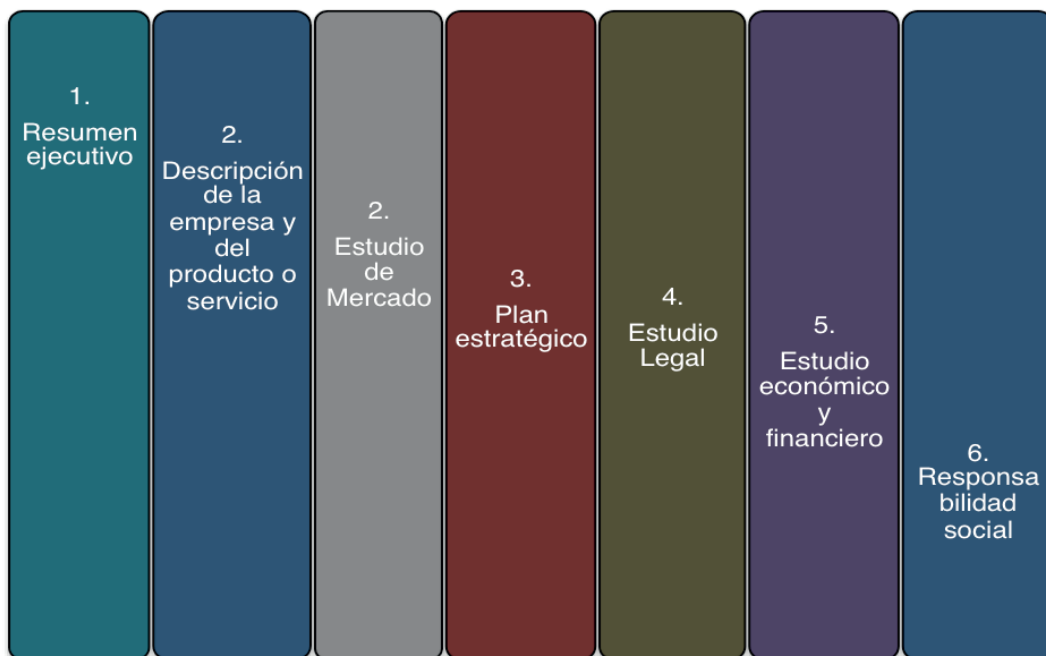 1.
Resumen
ejecutivo
2.
Descripción
de la
empresa y
del
producto o
servicio
2.
Estudio
de
Mercado
3.
Plan
estratégico
4.
Estudio
Legal
5.
Estudio
económico
y
financiero
6.
Responsa
bilidad
social